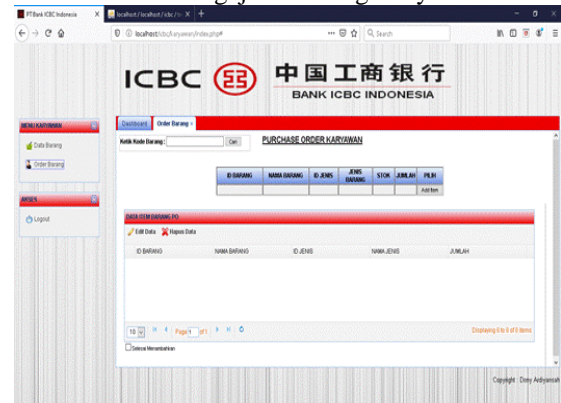 PT.Bank ICBC Indonesia
localhost / localhost / icbc / tr
localhost/icbc/karyawan/index.php#
Search
ICBC 中国工商银行
BANK ICBC INDONESIA
MENU KARYAWAN
Data Barang
Order Barang
AKSES
Logout
Dashboard
Order Barang
Ketik Kode Barang :
Cari
PURCHASE ORDER KARYAWAN
ID BARANG NAMA BARANG ID JENIS JENIS BARANG STOK JUMLAH PILIH
Add Item
DATA ITEM BARANG PO
Edit Data Hapus Data
ID BARANG NAMA BARANG ID JENIS NAMA JENIS JUMLAH
10 Page 1 of 1 Displaying 0 to 0 of 0 items
Selesai Menambahkan
Copyright : Dony Ardiyansah